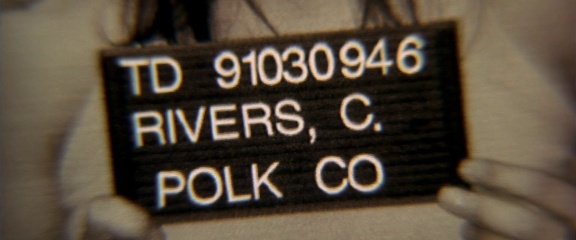 TD 91030946
RIVERS, C.
POLK CO